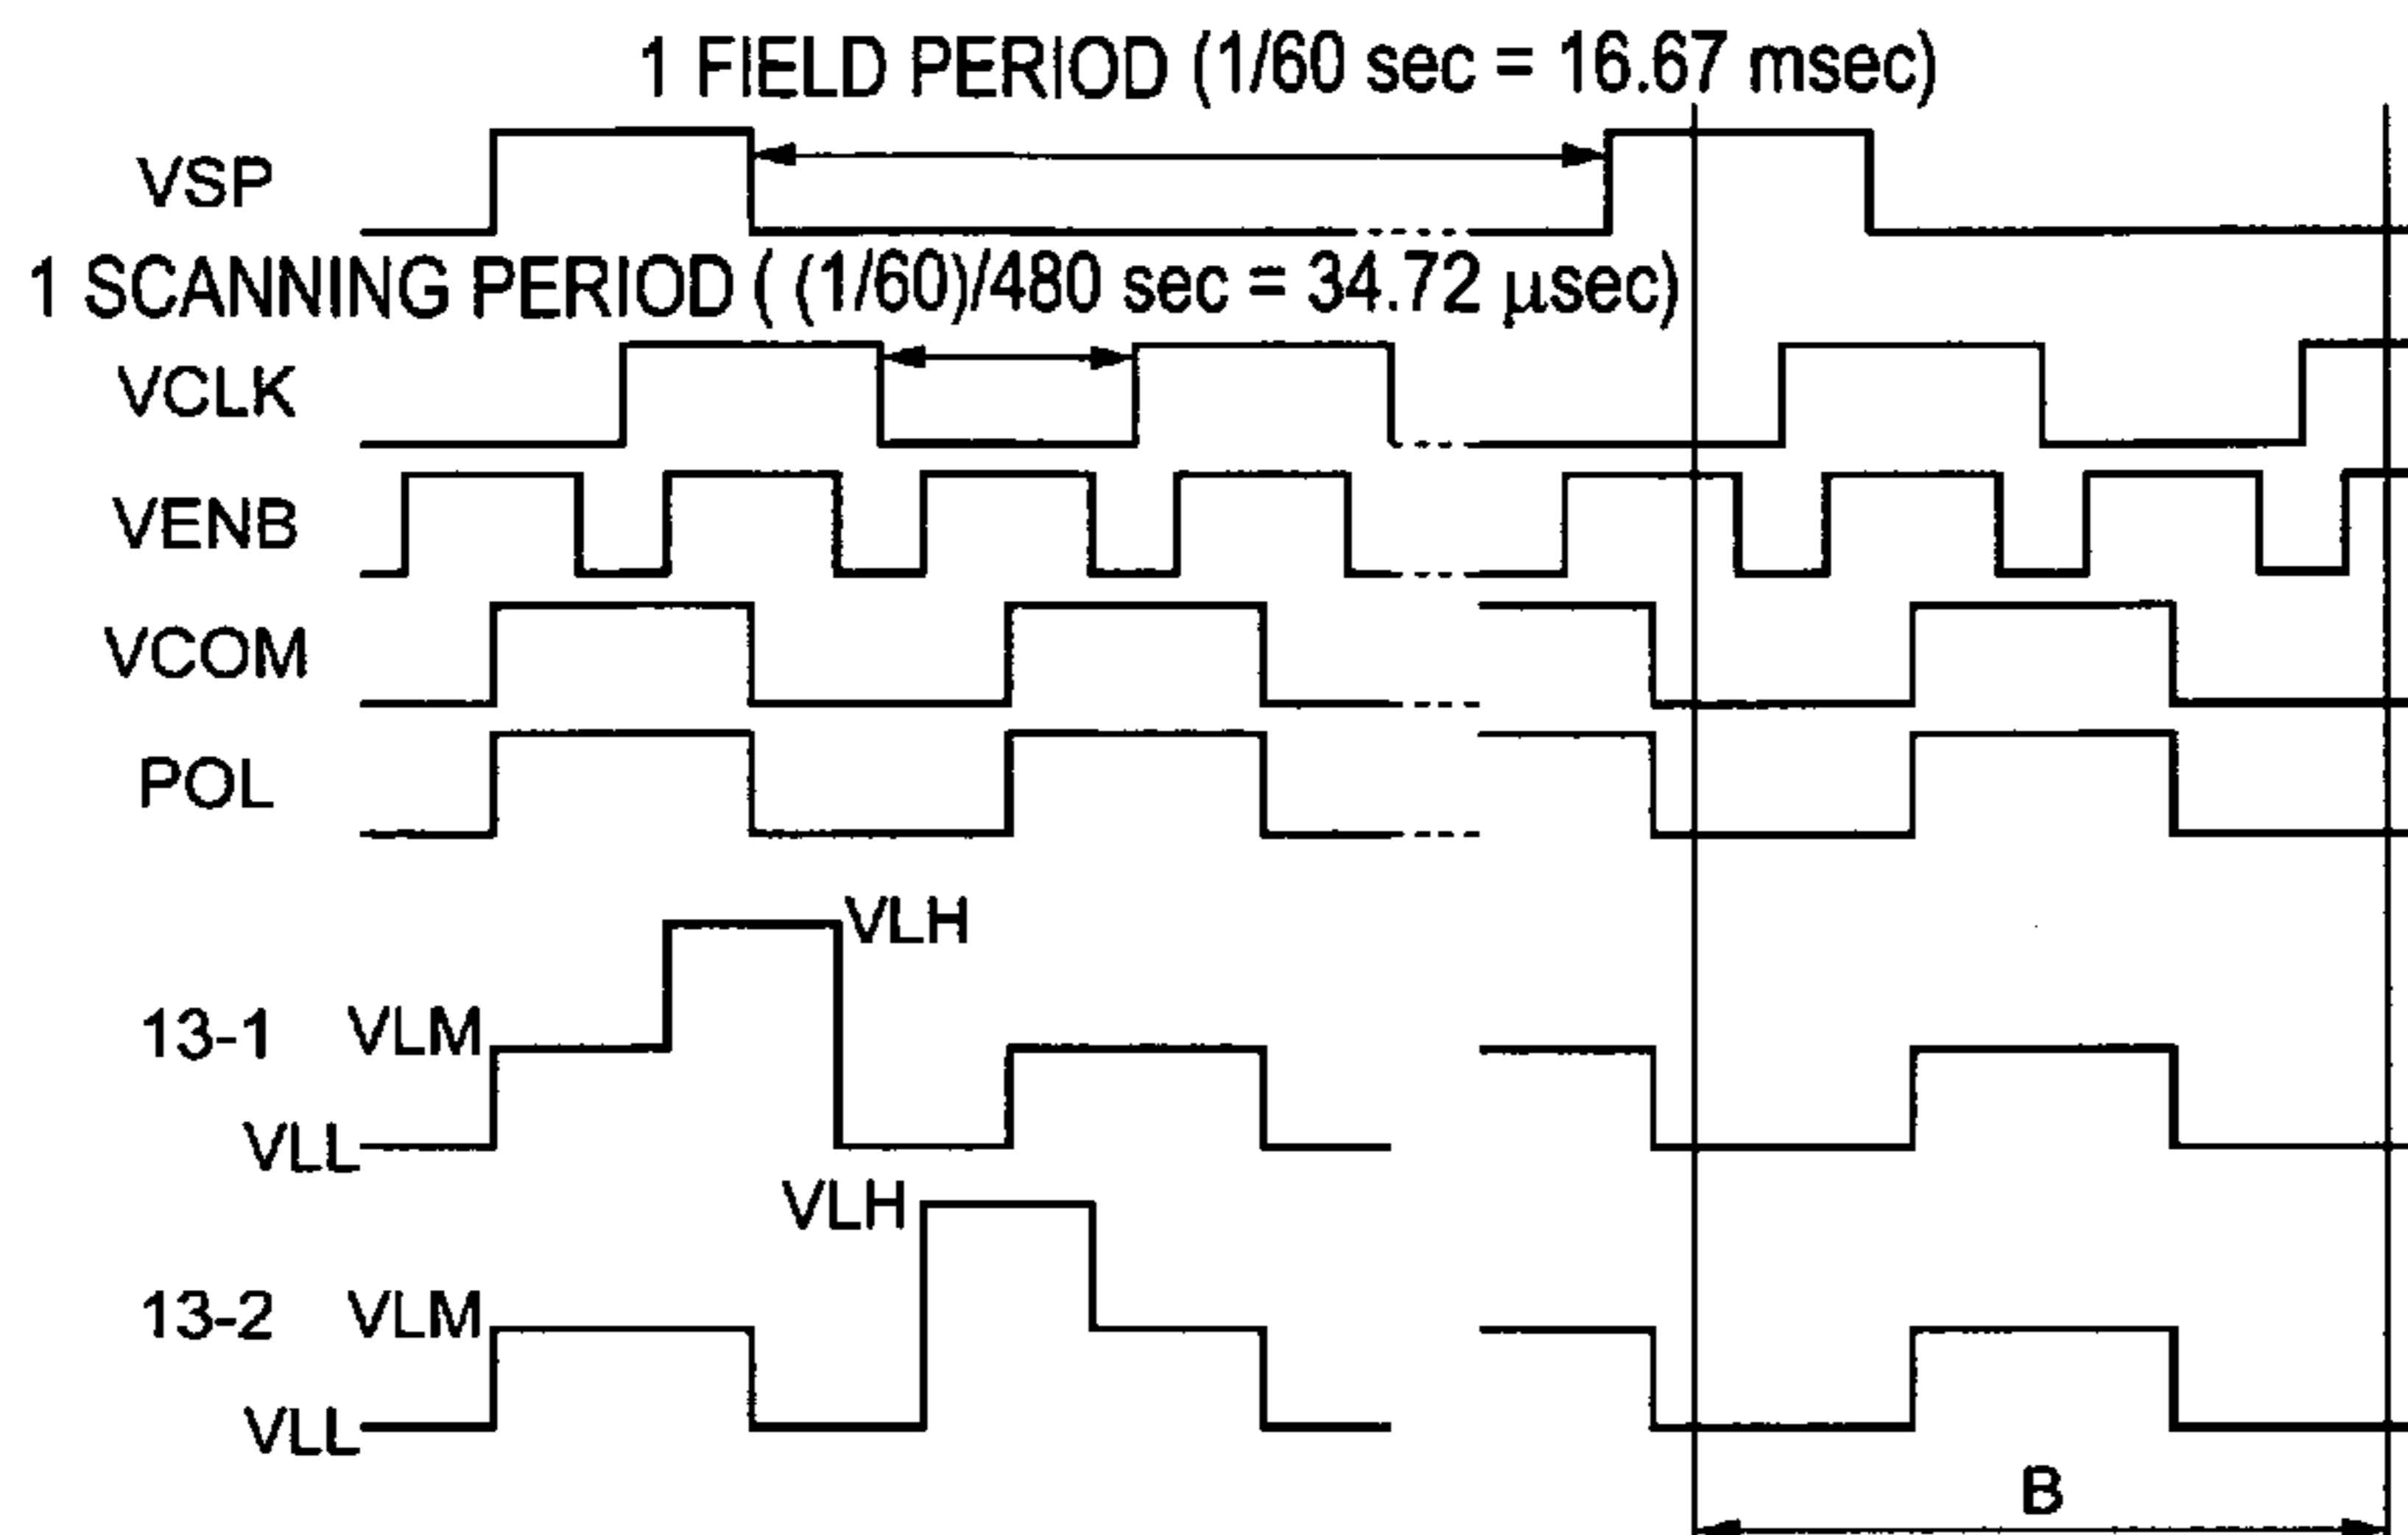 1 FIELD PERIOD (1/60 sec = 16.67 msec)
VSP
1 SCANNING PERIOD ( (1/60)/480 sec = 34.72 μsec)
VCLK
VENB
VCOM
POL
VLH
13-1 VLM
VLL
VLH
13-2 VLM
VLL
B